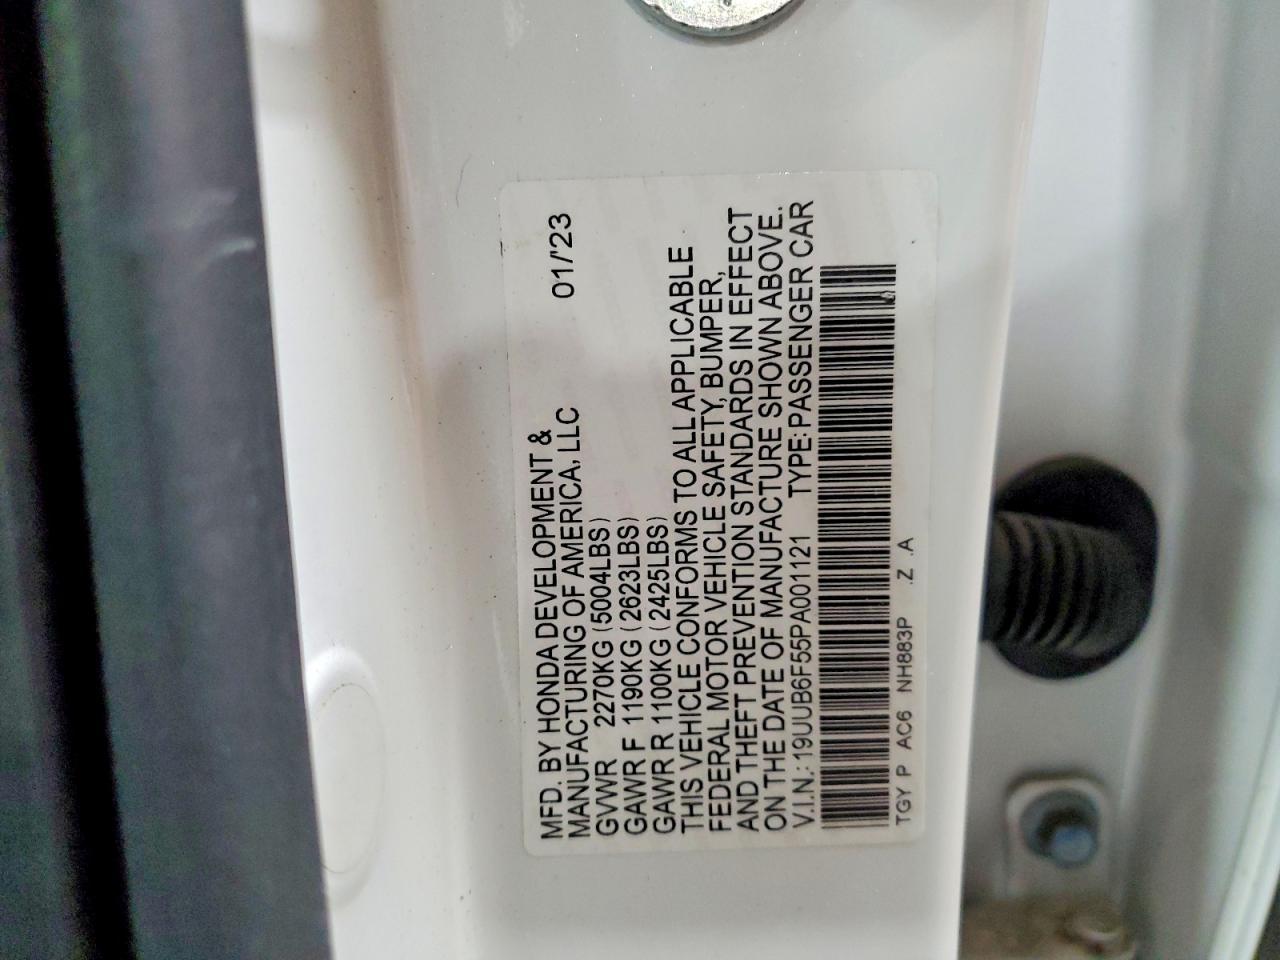 MFD. BY HONDA DEVELOPMENT &
MANUFACTURING OF AMERICA, LLC 01/'23
GVWR 2270KG (5004LBS)
GAWR F 1190KG (2623LBS)
GAWR R 1100KG (2425LBS)
THIS VEHICLE CONFORMS TO ALL APPLICABLE
FEDERAL MOTOR VEHICLE SAFETY, BUMPER,
AND THEFT PREVENTION STANDARDS IN EFFECT
ON THE DATE OF MANUFACTURE SHOWN ABOVE.
V.I.N.: 19UUB6F55PA001121 TYPE: PASSENGER CAR
TGY P AC6 NH883P .Z .A